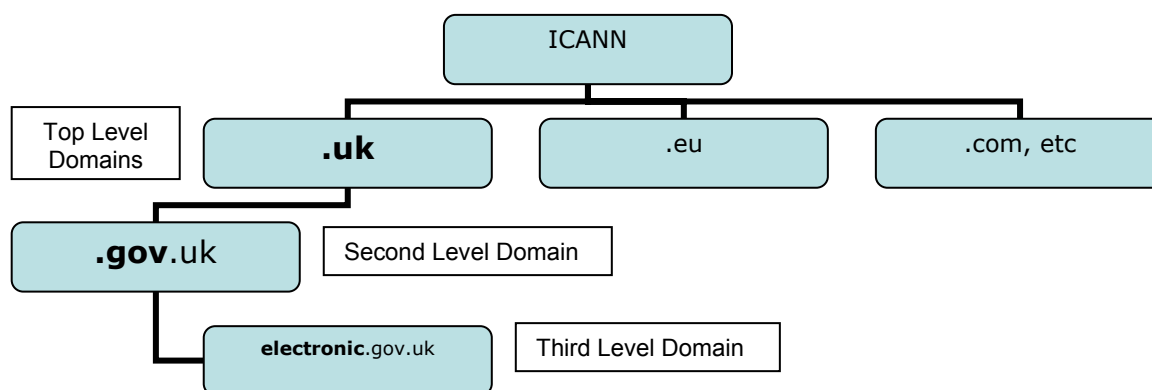 ICANN
Top Level
Domains
.uk
.eu
.com, etc
.gov.uk
Second Level Domain
electronic.gov.uk
Third Level Domain